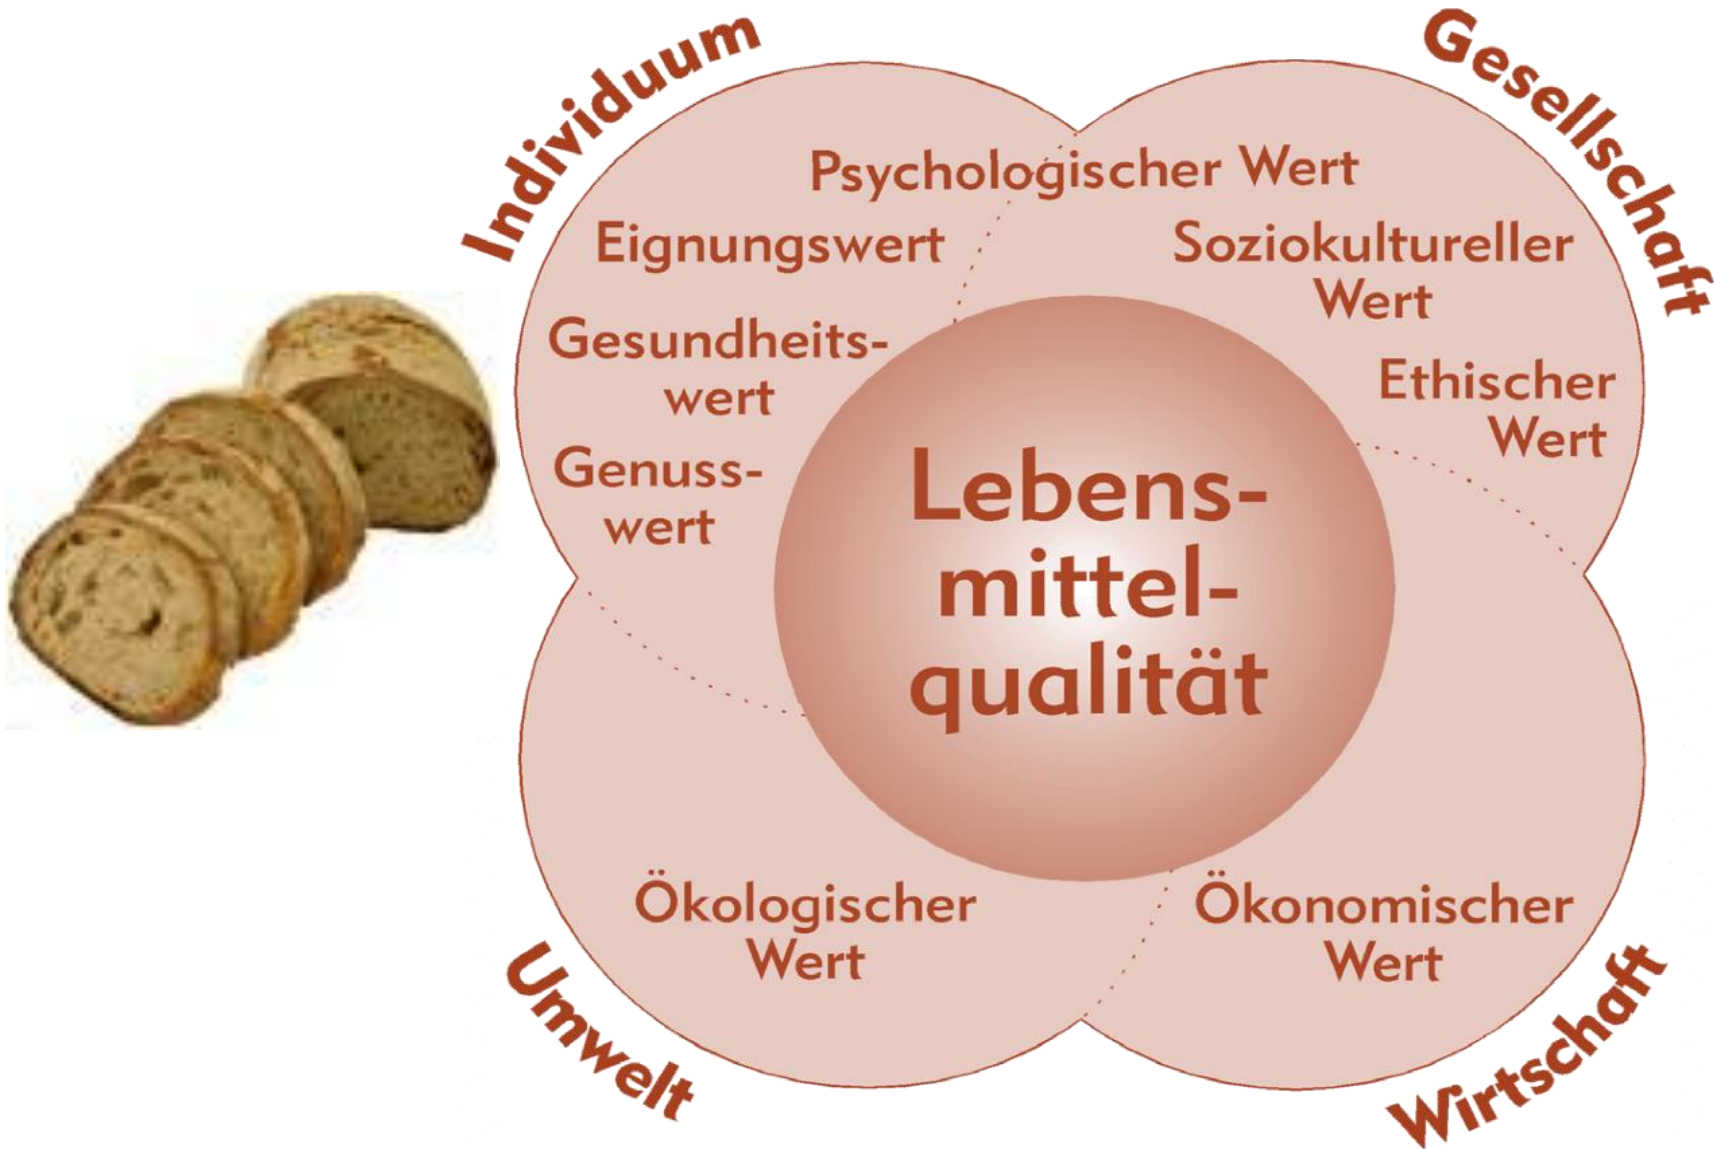 Individuum
Gesellschaft
Psychologischer Wert
Eignungswert
Soziokultureller
Wert
Gesundheits-
wert
Ethischer
Wert
Genuss-
wert
Lebens-
mittel-
qualität
Ökologischer
Wert
Ökonomischer
Wert
Umwelt
Wirtschaft